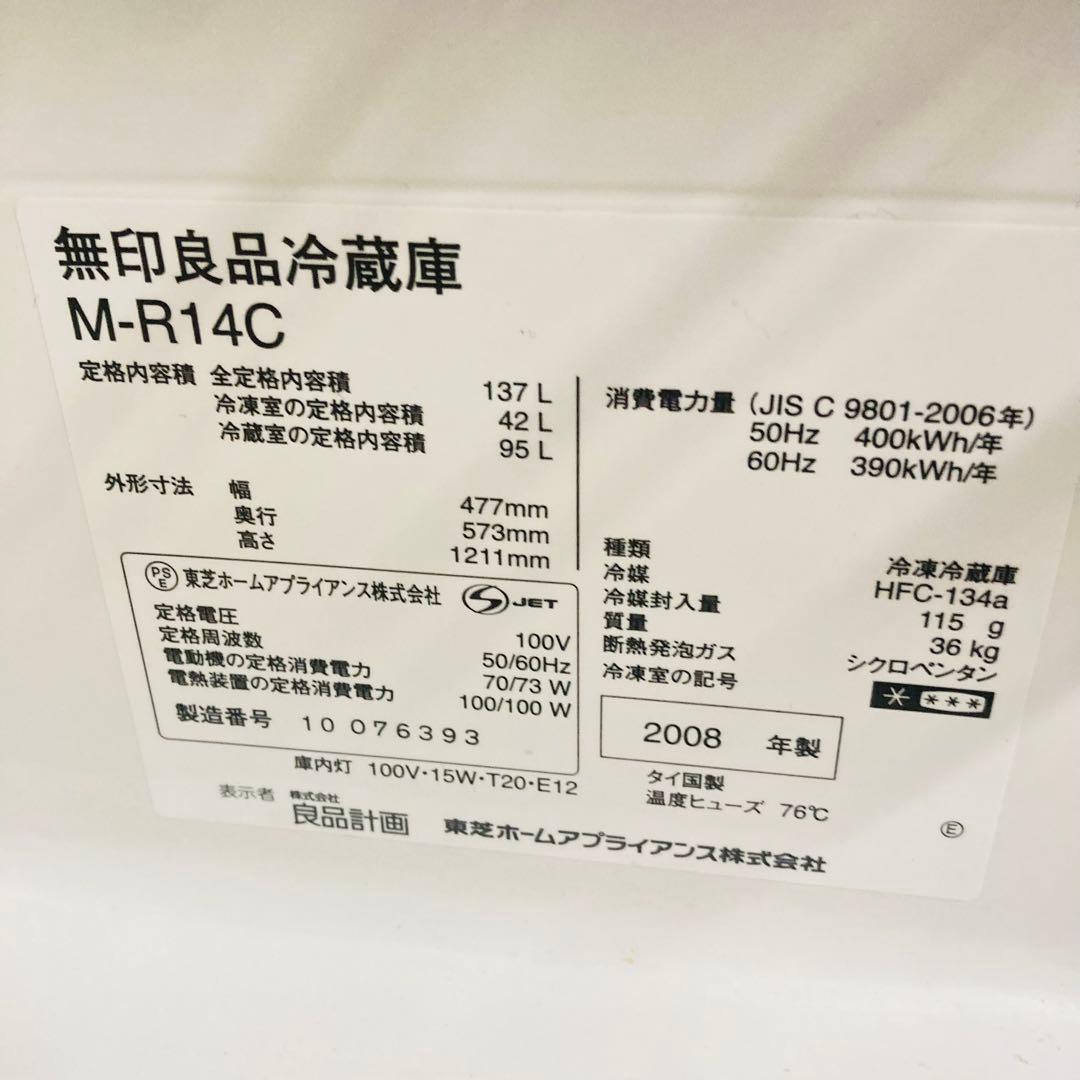 無印良品冷蔵庫
M-R14C
定格内容積 全定格内容積 137 L
冷凍室の定格内容積 42 L
冷蔵室の定格内容積 95 L
外形寸法 幅 477mm
奥行 573mm
高さ 1211mm
PSE 東芝ホームアプライアンス株式会社 S JET
定格電圧 100V
定格周波数 50/60Hz
電動機の定格消費電力 70/73 W
電熱装置の定格消費電力 100/100 W
製造番号 10 076393
庫内灯 100V・15W・T20・E12
消費電力量 (JIS C 9801-2006年)
50Hz 400kWh/年
60Hz 390kWh/年
種類 冷凍冷蔵庫
冷媒 HFC-134a
冷媒封入量 115 g
質量 36 kg
断熱発泡ガス シクロペンタン
冷凍室の記号 * ***
2008 年製
タイ国製
温度ヒューズ 76℃
表示者 株式会社 良品計画 東芝ホームアプライアンス株式会社
Ⓔ